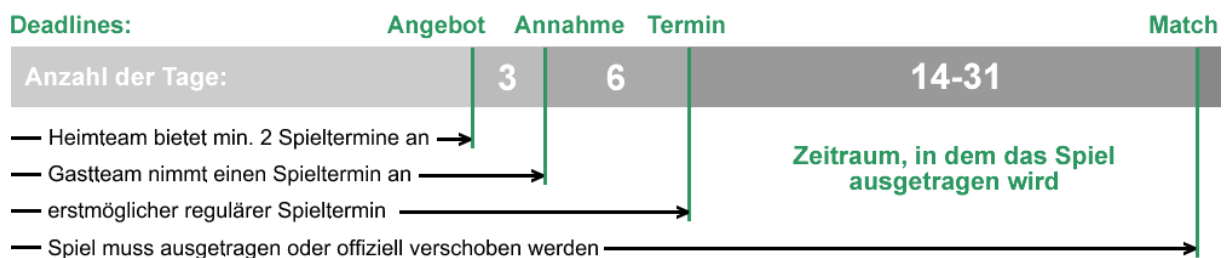 Deadlines: Angebot Annahme Termin Match
Anzahl der Tage: 3 6 14-31
Heimteam bietet min. 2 Spieltermine an
Gastteam nimmt einen Spieltermin an
erstmöglicher regulärer Spieltermin
Spiel muss ausgetragen oder offiziell verschoben werden
Zeitraum, in dem das Spiel
ausgetragen wird